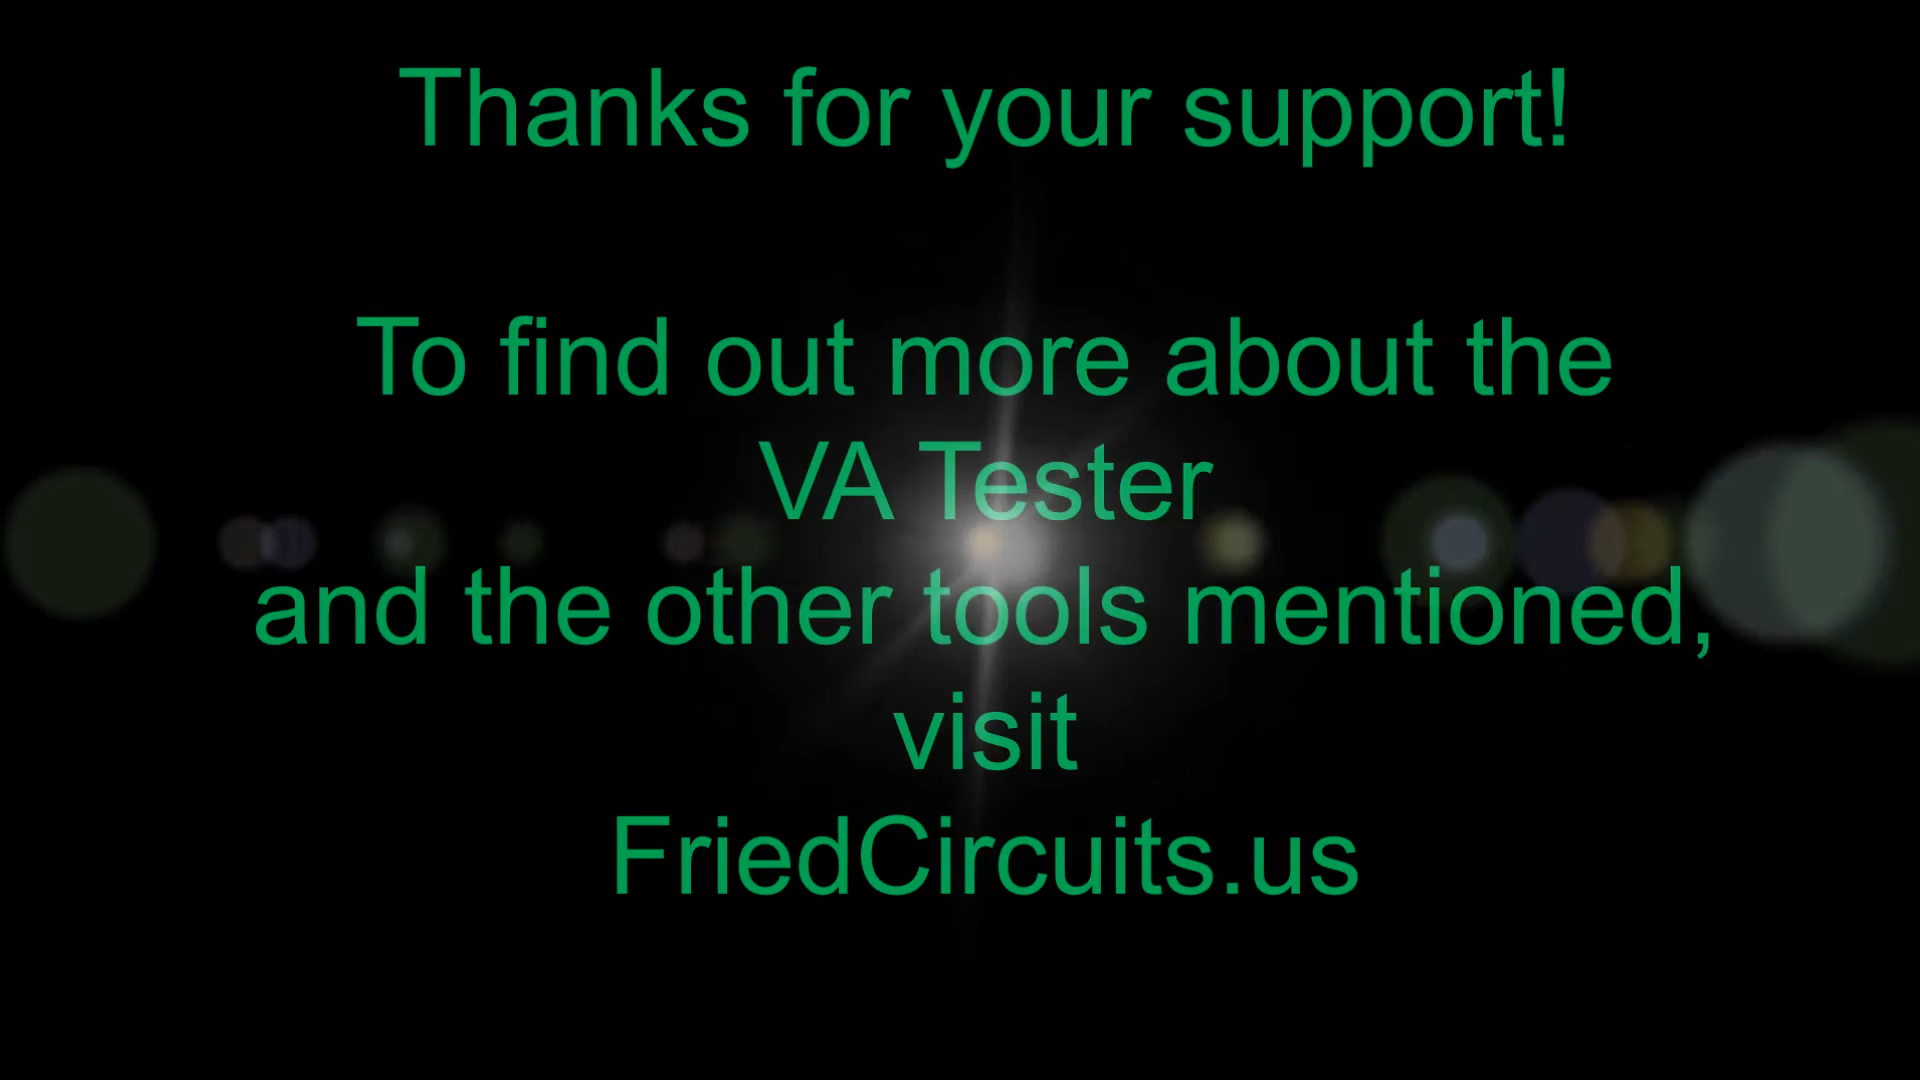 Thanks for your support!
To find out more about the
VA Tester
and the other tools mentioned,
visit
FriedCircuits.us